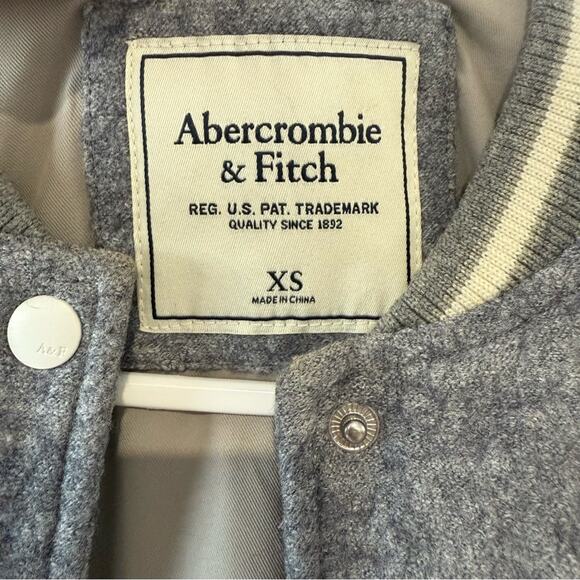 Abercrombie
& Fitch
REG. U.S. PAT. TRADEMARK
QUALITY SINCE 1892
XS
MADE IN CHINA
A & F